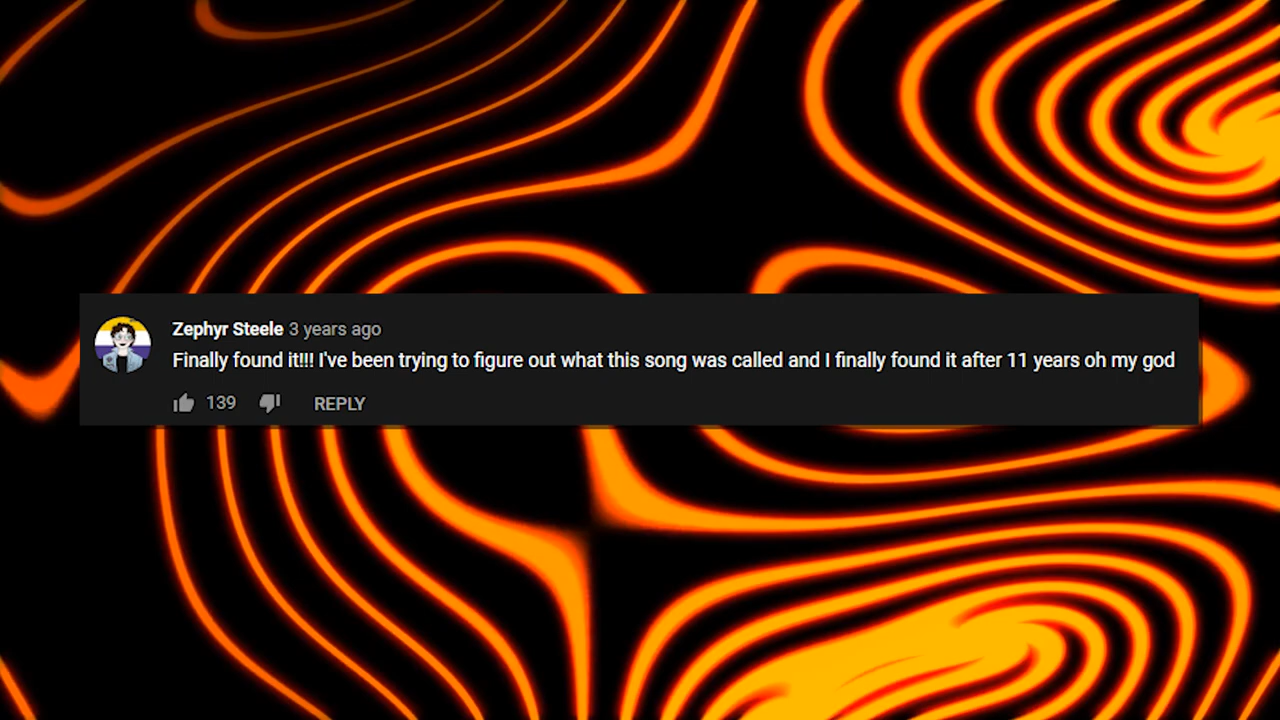 Zephyr Steele 3 years ago
Finally found it!!! I've been trying to figure out what this song was called and I finally found it after 11 years oh my god
139 REPLY